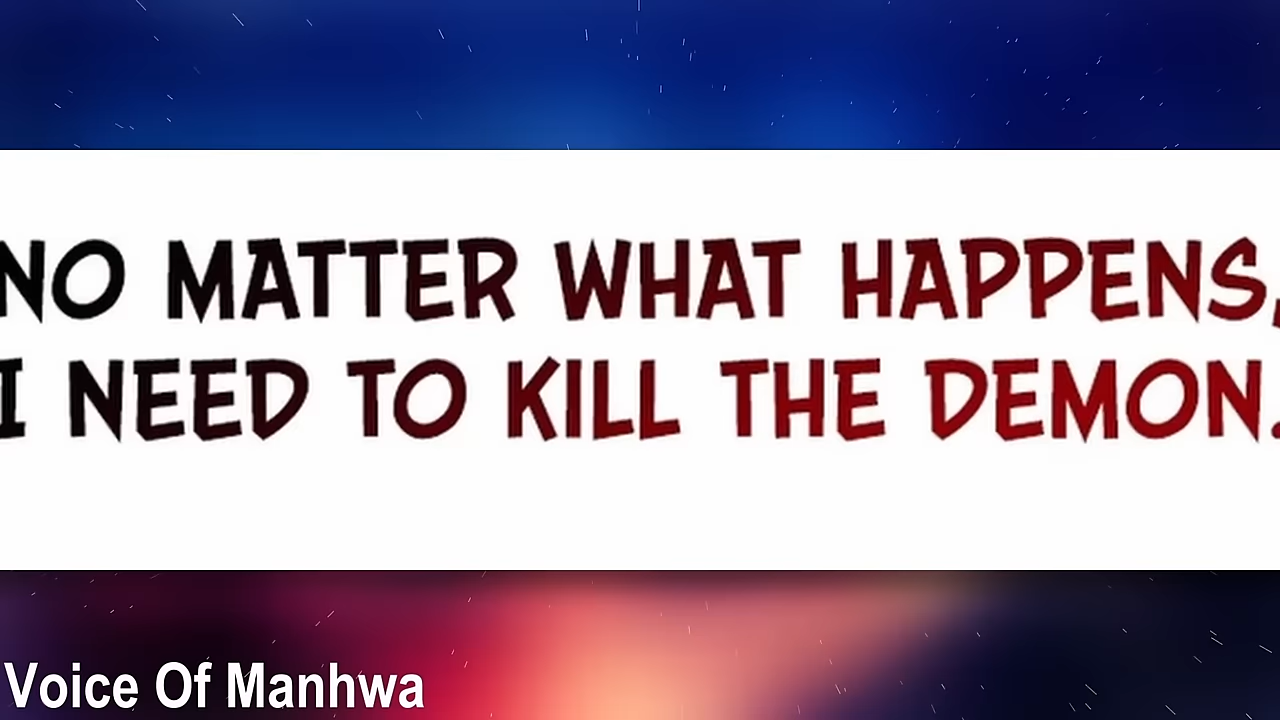 NO MATTER WHAT HAPPENS,
I NEED TO KILL THE DEMON.
Voice Of Manhwa